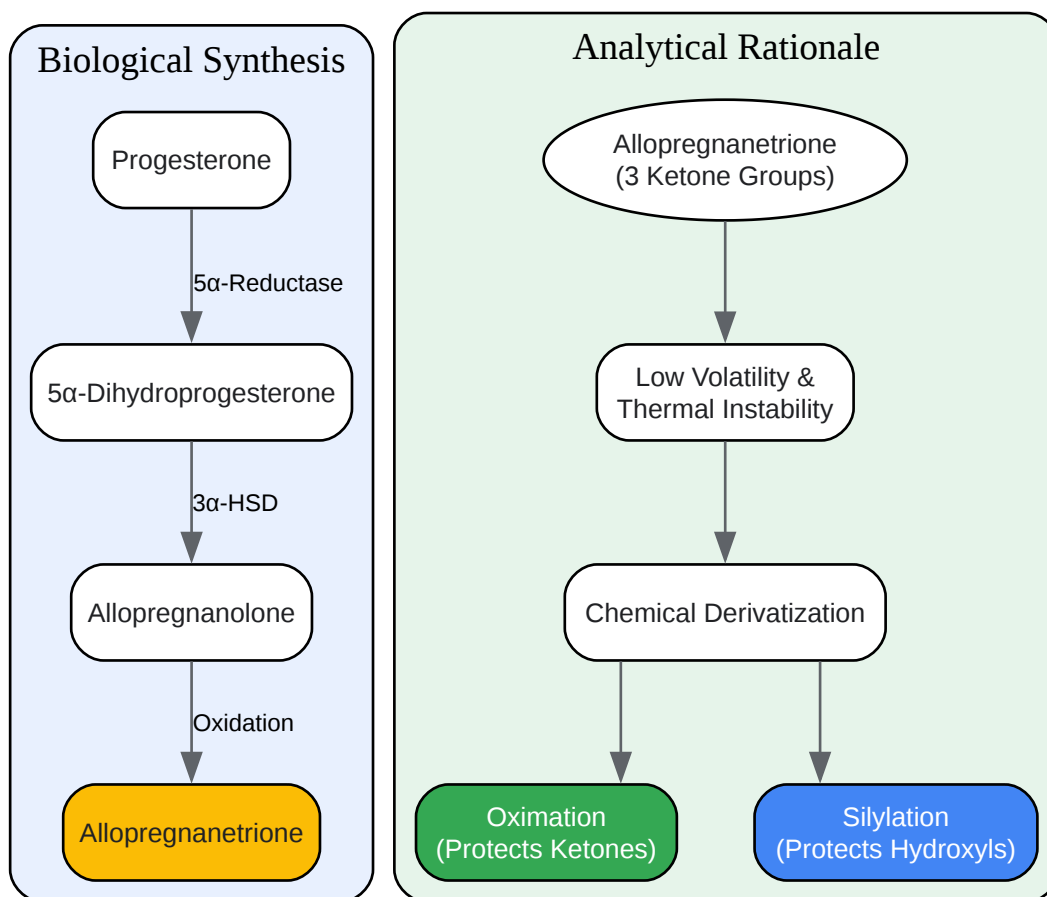 Biological Synthesis
Progesterone
5α-Reductase
5α-Dihydroprogesterone
3α-HSD
Allopregnanolone
Oxidation
Allopregnanetrione
Analytical Rationale
Allopregnanetrione
(3 Ketone Groups)
Low Volatility &
Thermal Instability
Chemical Derivatization
Oximation
(Protects Ketones)
Silylation
(Protects Hydroxyls)